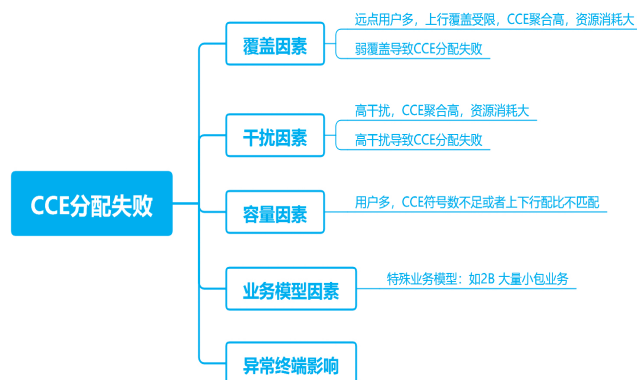 CCE分配失败
覆盖因素
远点用户多，上行覆盖受限，CCE聚合高，资源消耗大
弱覆盖导致CCE分配失败
干扰因素
高干扰，CCE聚合高，资源消耗大
高干扰导致CCE分配失败
容量因素
用户多，CCE符号数不足或者上下行配比不匹配
业务模型因素
特殊业务模型：如2B 大量小包业务
异常终端影响